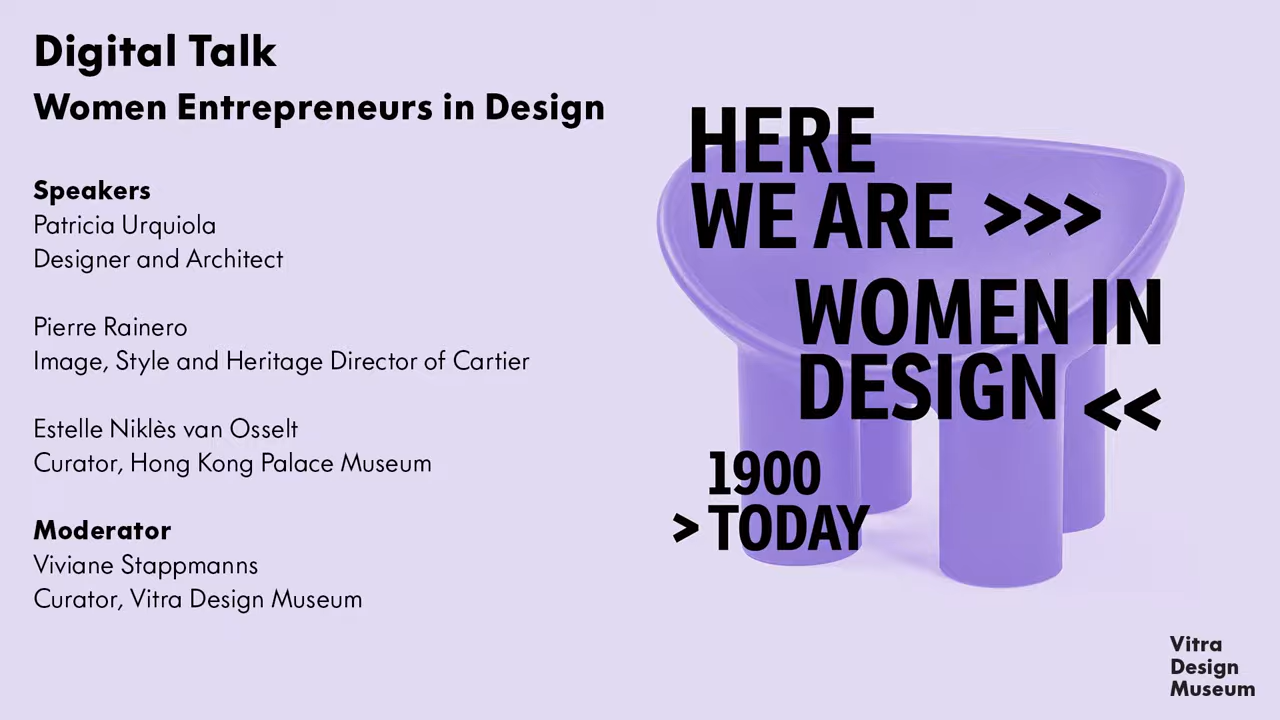 Digital Talk
Women Entrepreneurs in Design
Speakers
Patricia Urquiola
Designer and Architect
Pierre Rainero
Image, Style and Heritage Director of Cartier
Estelle Niklès van Osselt
Curator, Hong Kong Palace Museum
Moderator
Viviane Stappmanns
Curator, Vitra Design Museum
HERE
WE ARE >>>
WOMEN IN
DESIGN <<
1900
> TODAY
Vitra
Design
Museum